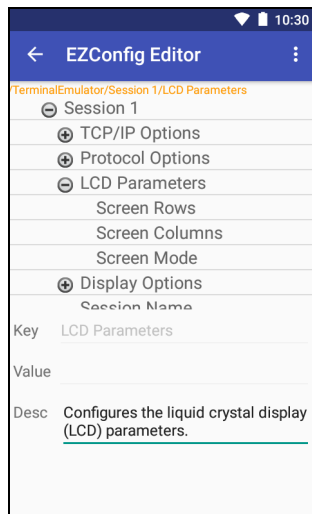 10:30
EZConfig Editor
/TerminalEmulator/Session 1/LCD Parameters
Session 1
TCP/IP Options
Protocol Options
LCD Parameters
Screen Rows
Screen Columns
Screen Mode
Display Options
Session Name
Key LCD Parameters
Value
Desc Configures the liquid crystal display
(LCD) parameters.